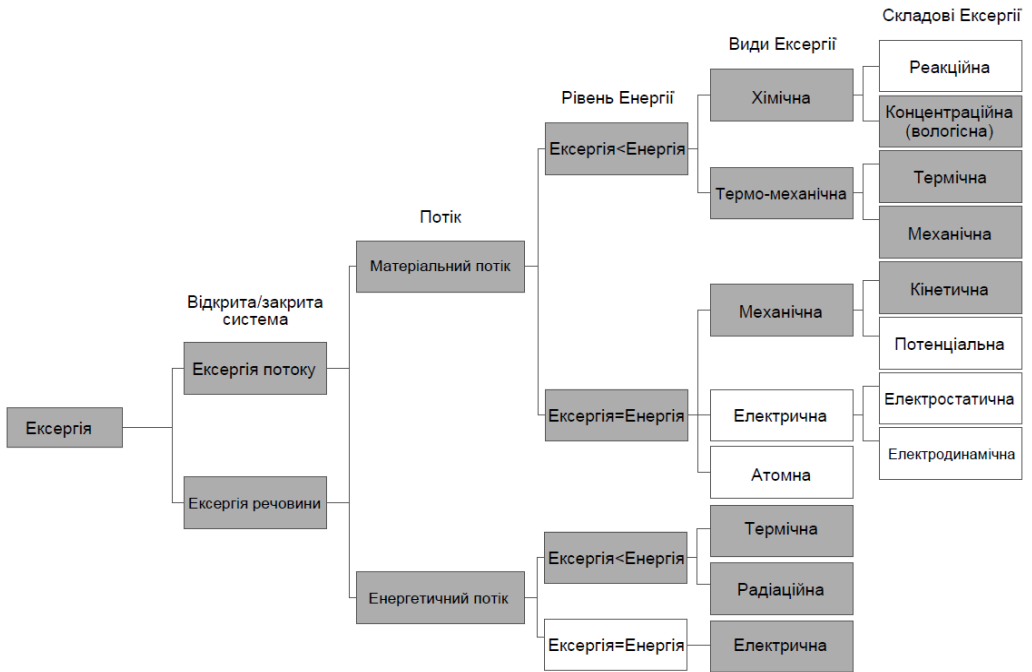 Складові Ексергії
Види Ексергії
Реакційна
Рівень Енергії
Хімічна
Концентраційна
(вологісна)
Ексергія<Енергія
Термічна
Термо-механічна
Потік
Механічна
Матеріальний потік
Кінетична
Відкрита/закрита
система
Механічна
Потенціальна
Ексергія потоку
Електростатична
Ексергія=Енергія
Електрична
Ексергія
Електродинамічна
Атомна
Ексергія речовини
Термічна
Ексергія<Енергія
Радіаційна
Енергетичний потік
Ексергія=Енергія
Електрична